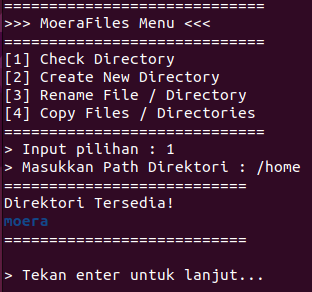 =============================
>>> MoeraFiles Menu <<<
=============================
[1] Check Directory
[2] Create New Directory
[3] Rename File / Directory
[4] Copy Files / Directories
=============================
> Input pilihan : 1
> Masukkan Path Direktori : /home
===========================
Direktori Tersedia!
moera
===========================
> Tekan enter untuk lanjut...